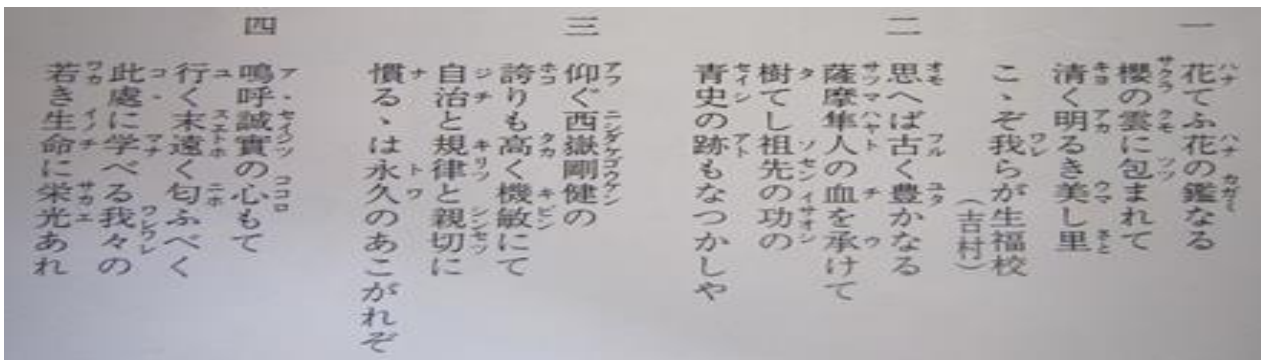 一
花てふ花の鑑なる
櫻の雲に包まれて
清く明るき美し里
こゝぞ我らが生福校
(吉村)
二
思へば古く豊かなる
薩摩隼人の血を承けて
樹てし祖先の功の
青史の跡もなつかしや
三
仰ぐ西嶽剛健の
誇りも高く機敏にて
自治と規律と親切に
慣るゝは永久のあこがれぞ
四
嗚呼誠實の心もて
行く末遠く匂ふべく
此處に学べる我々の
若き生命に栄光あれ